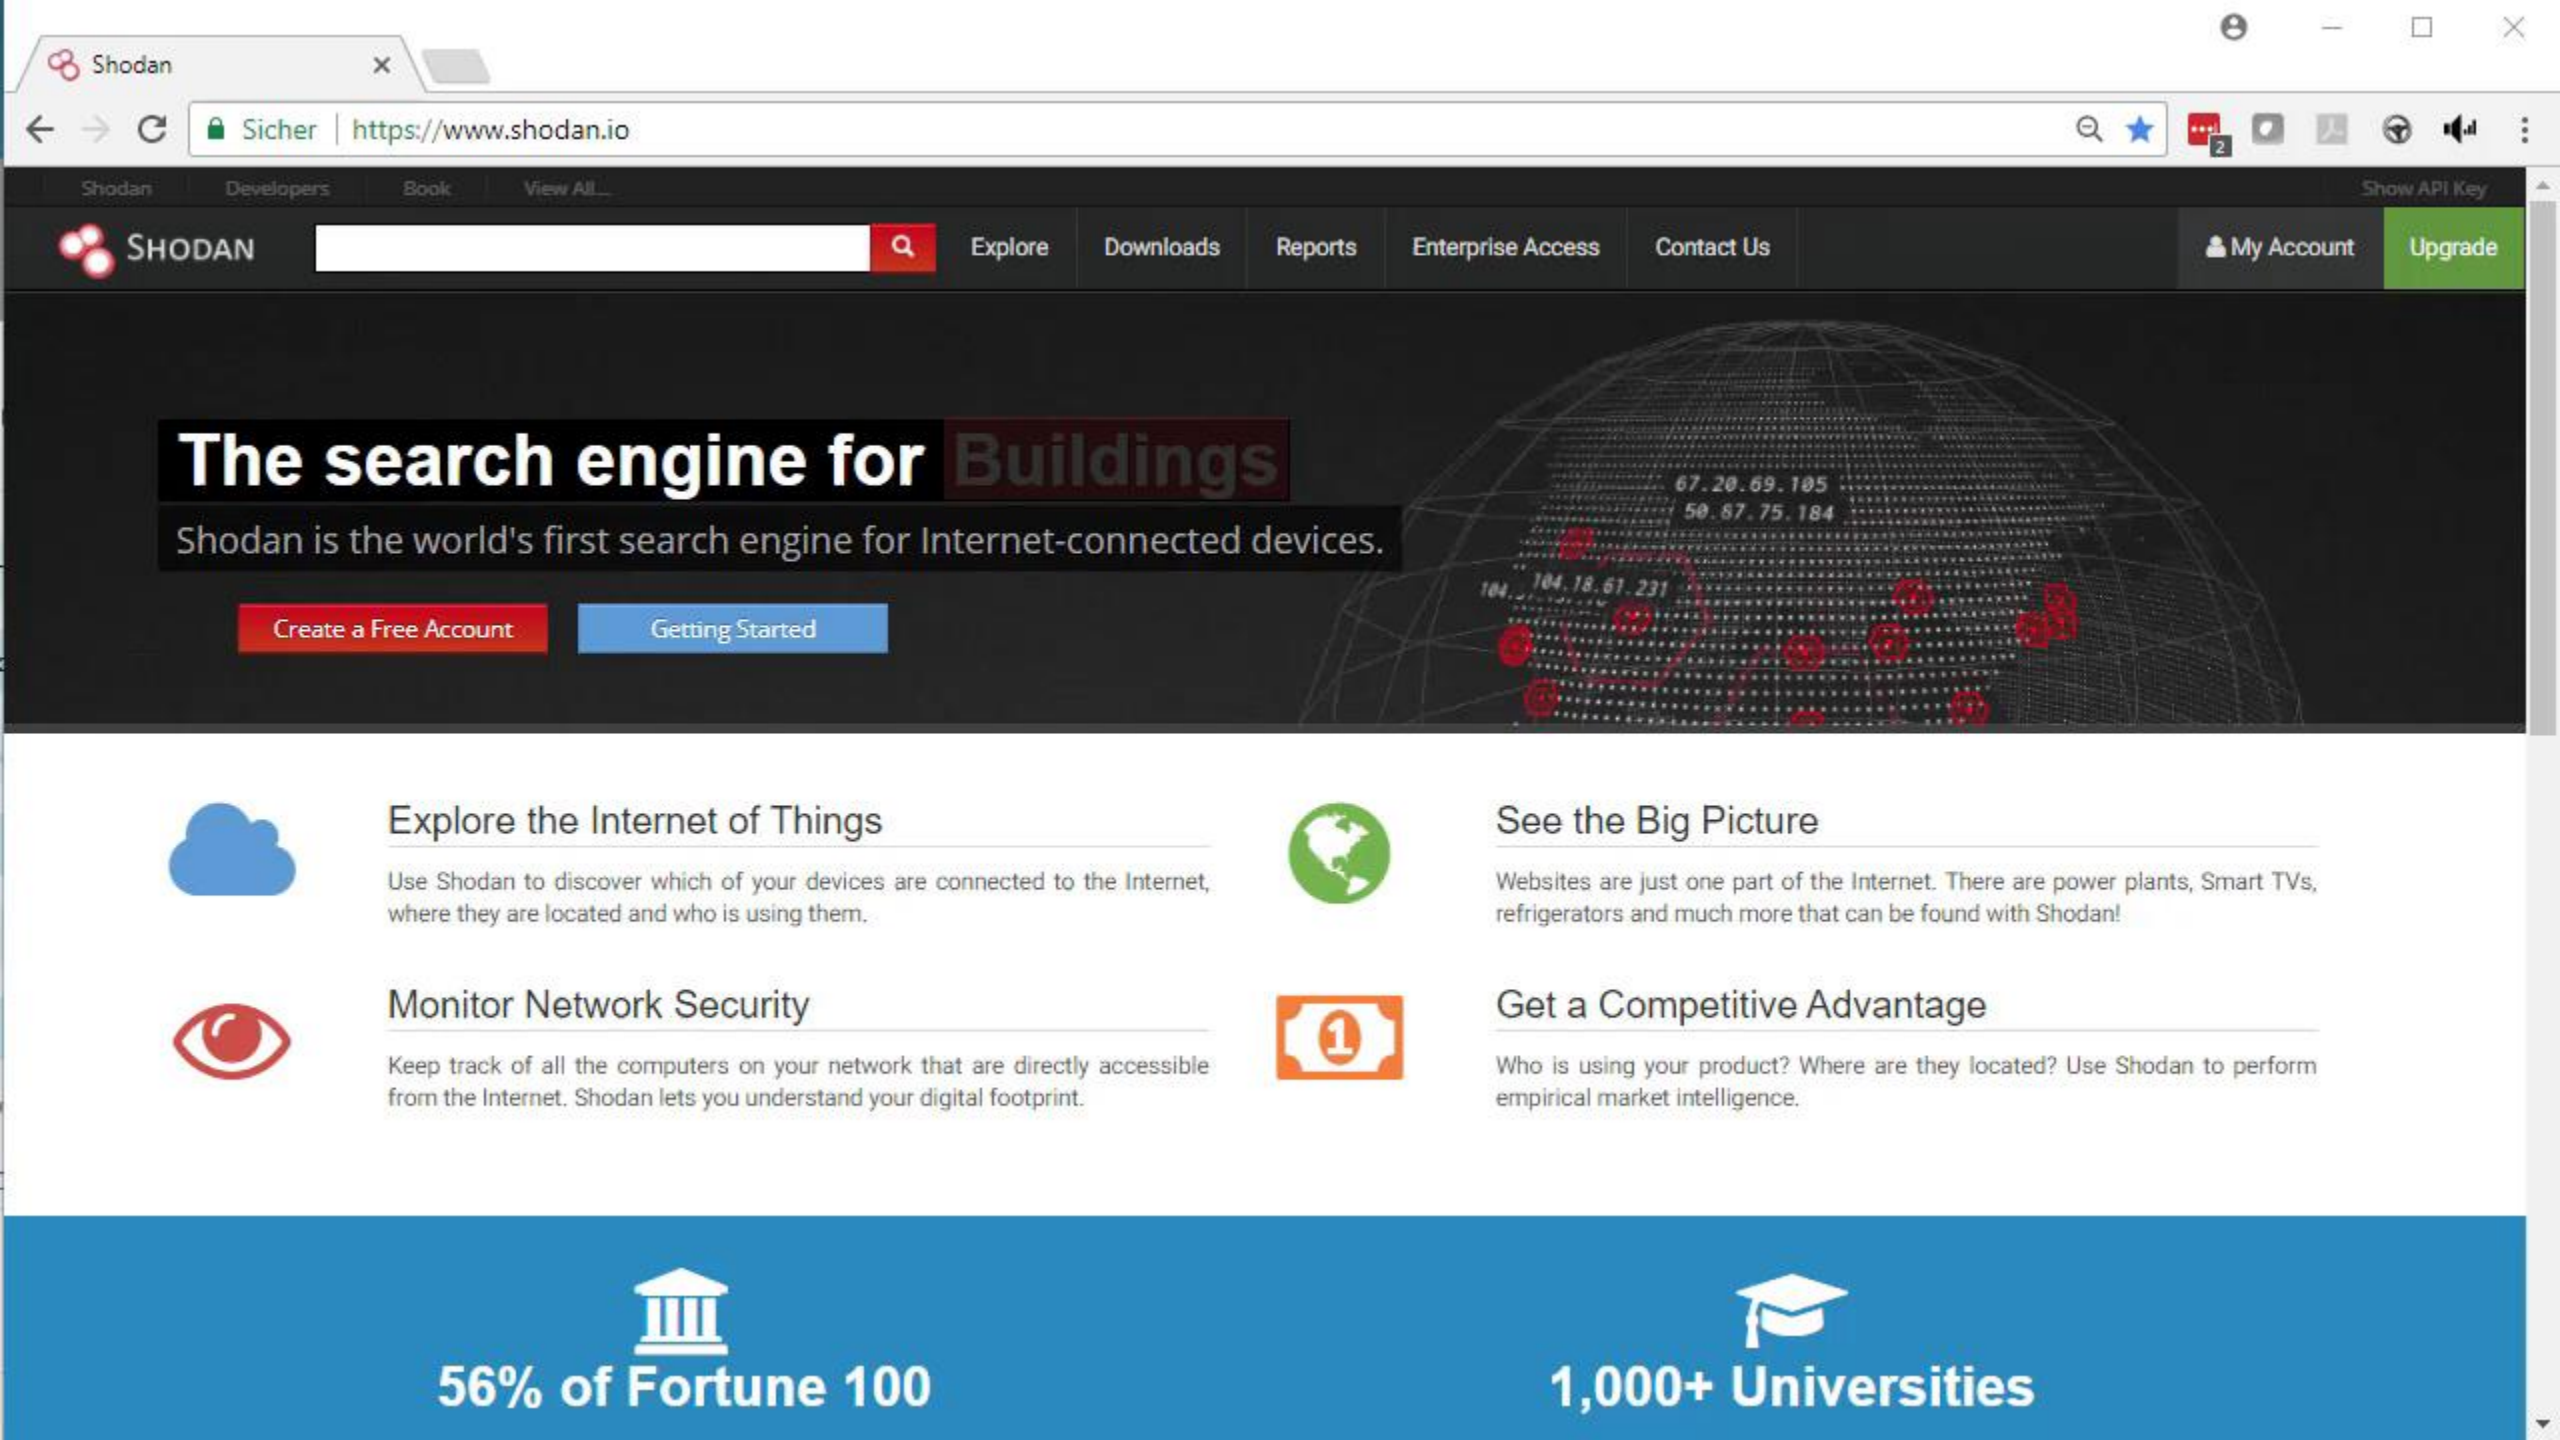 Shodan
Sicher
https://www.shodan.io
2
Shodan
Developers
Book
View All...
Show API Key
SHODAN
Explore
Downloads
Reports
Enterprise Access
Contact Us
My Account
Upgrade
The search engine for Buildings
Shodan is the world's first search engine for Internet-connected devices.
Create a Free Account
Getting Started
67.20.69.105
50.87.75.184
104.18.61.231
Explore the Internet of Things
Use Shodan to discover which of your devices are connected to the Internet,
where they are located and who is using them.
See the Big Picture
Websites are just one part of the Internet. There are power plants, Smart TVs,
refrigerators and much more that can be found with Shodan!
Monitor Network Security
Keep track of all the computers on your network that are directly accessible
from the Internet. Shodan lets you understand your digital footprint.
1
Get a Competitive Advantage
Who is using your product? Where are they located? Use Shodan to perform
empirical market intelligence.
56% of Fortune 100
1,000+ Universities